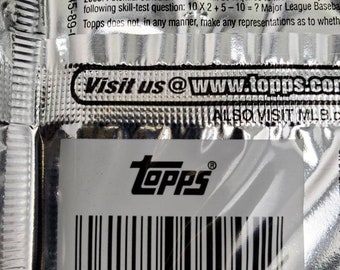 following skill-test question: 10 X 2 + 5 – 10 = ? Major League Baseba
Topps does not, in any manner, make any representations as to whethe
Visit us @ www.topps.co
ALSO VISIT MLB.
Topps®